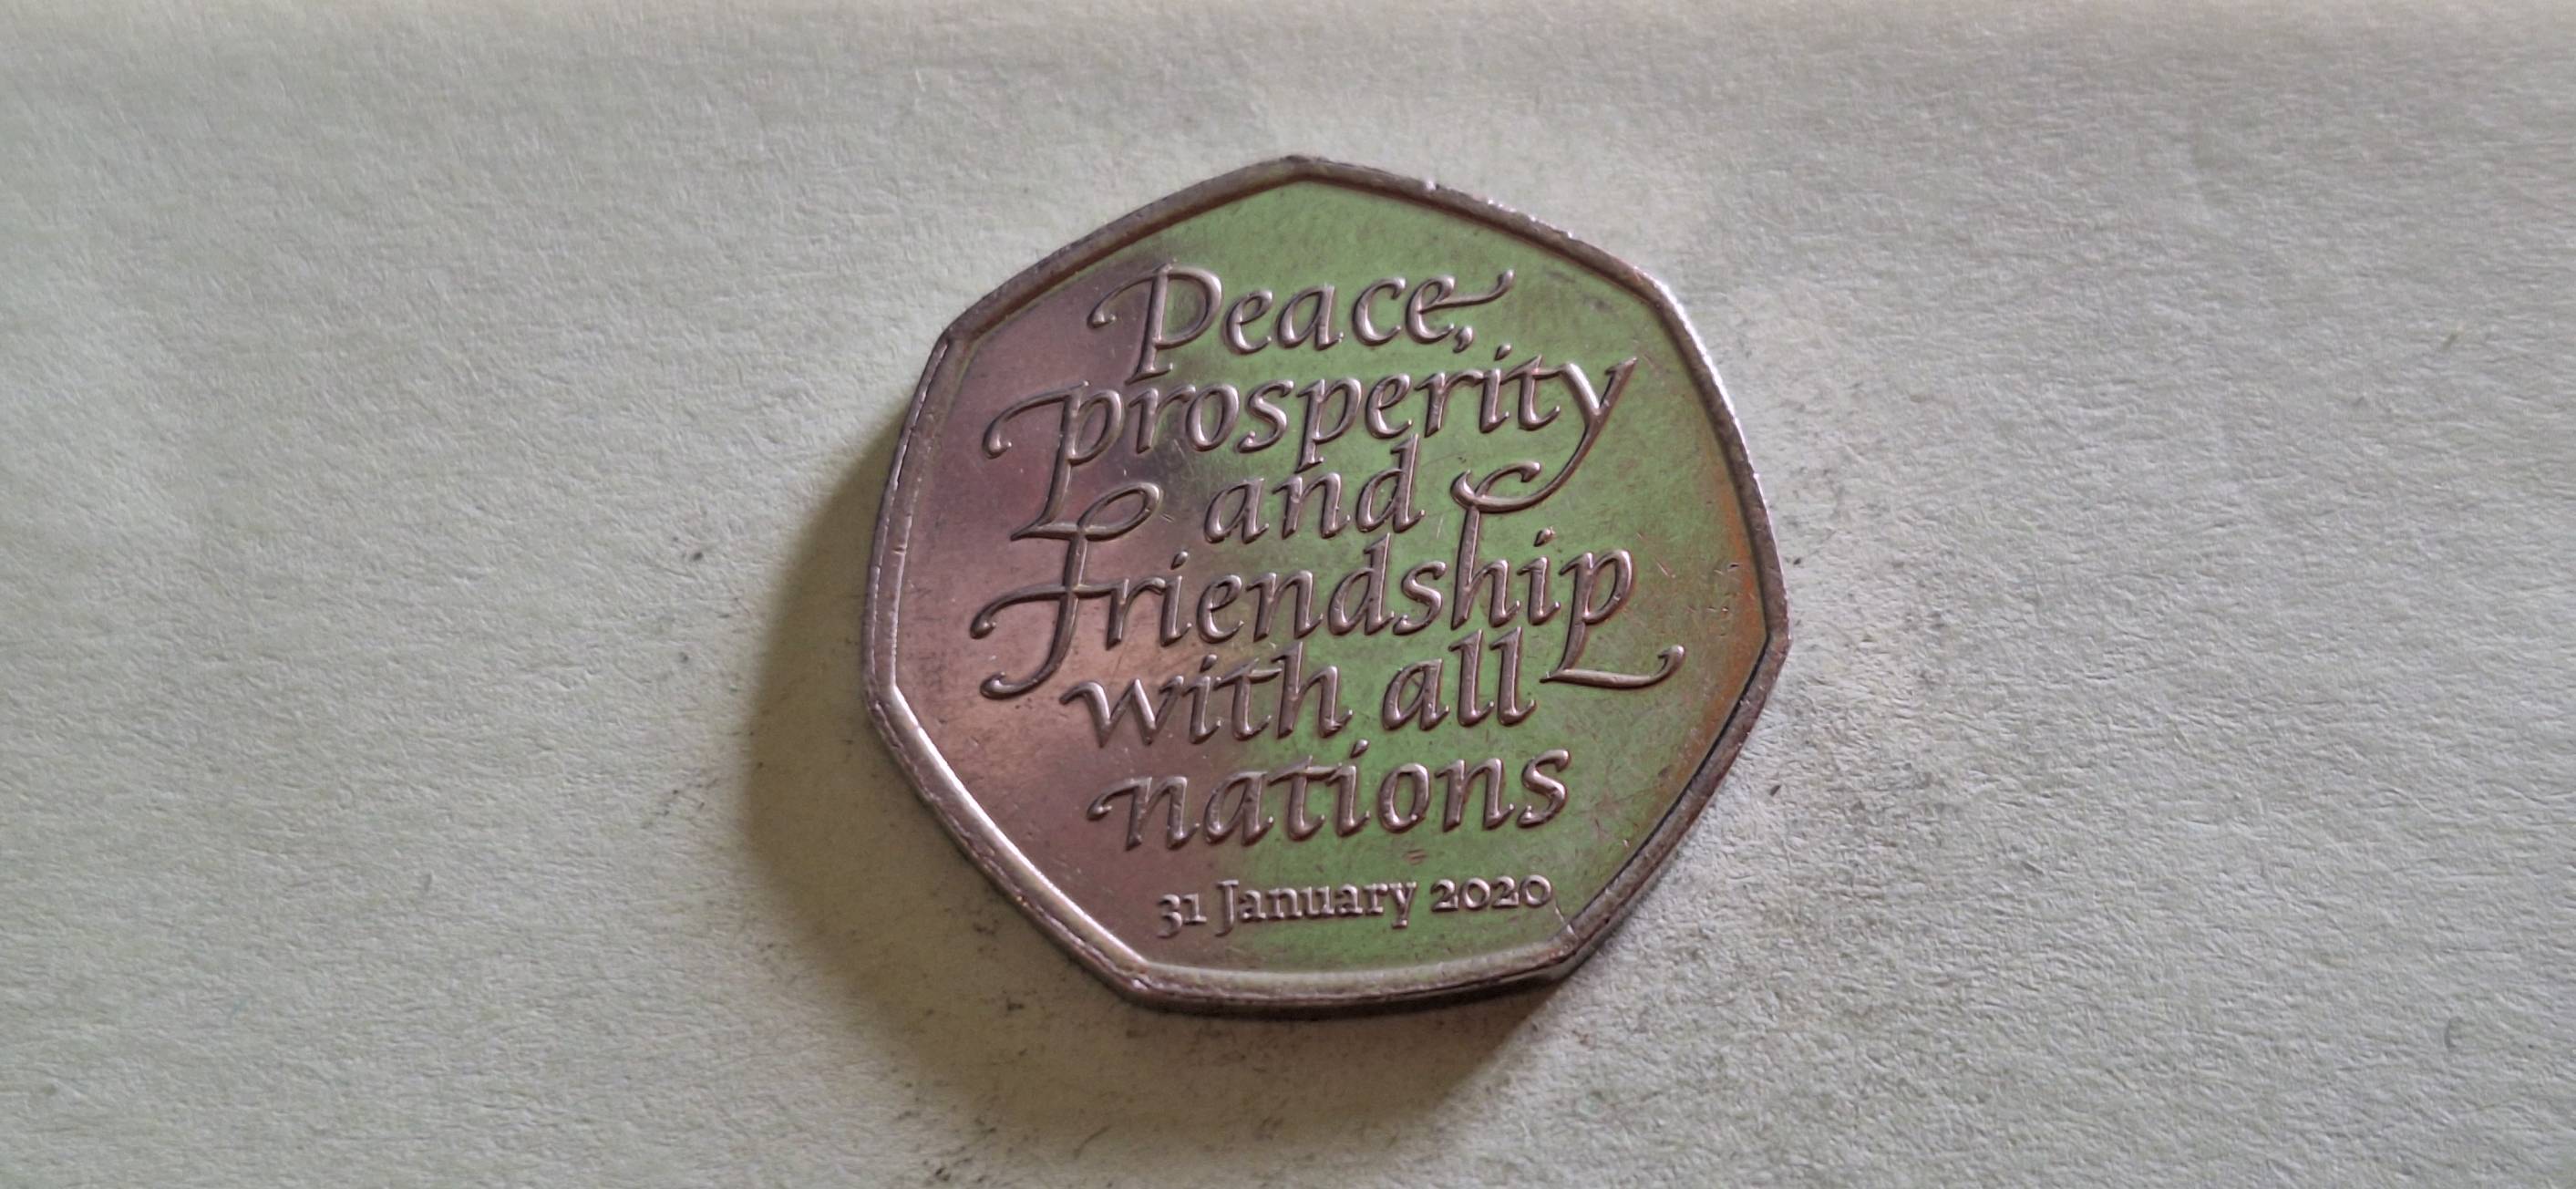 Peace,
prosperity
and
Friendship
with all
nations
31 January 2020